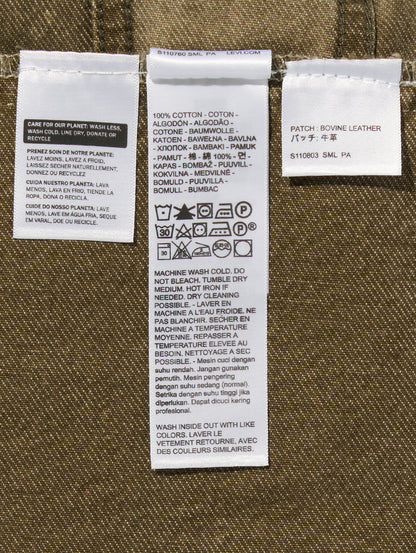 CARE FOR OUR PLANET: WASH LESS,
WASH COLD, LINE DRY, DONATE OR
RECYCLE
PRENEZ SOIN DE NOTRE PLANETE:
LAVEZ MOINS, LAVEZ A FROID,
FAITES SECHER NATURELLEMENT,
DONNEZ OU RECYCLEZ
CUIDA NUESTRO PLANETA: LAVA
MENOS, LAVA EN FRIO, TIENDE LA
ROPA, DONA O RECICLA.
CUIDE DO NOSSO PLANETA: LAVE
MENOS, LAVE EM ÁGUA FRIA, SEQUE
EM VARAL, DOE OU RECICLE.
S110780 SML PA LEVI.COM
100% COTTON - COTON -
ALGODÓN - ALGODÃO -
COTONE - BAUMWOLLE -
KATOEN - BAWEŁNA - BAVLNA
- ХЛОПОК - BAMBAKI - PAMUK
- PAMUT - 棉 - 綿 100% - 면 -
KAPAS - BOMBAŽ - PUUVILL -
KOKVILNA - MEDVILNĖ -
BOMULD - PUUVILLA -
BOMULL - BUMBAC
MACHINE WASH COLD. DO
NOT BLEACH. TUMBLE DRY
MEDIUM. HOT IRON IF
NEEDED. DRY CLEANING
POSSIBLE. - LAVER EN
MACHINE A L'EAU FROIDE. NE
PAS BLANCHIR. SECHER EN
MACHINE A TEMPERATURE
MOYENNE. REPASSER A
TEMPERATURE ELEVEE AU
BESOIN. NETTOYAGE A SEC
POSSIBLE. - Mesin cuci dengan
suhu rendah. Jangan gunakan
pemutih. Mesin pengering
dengan suhu sedang (normal).
Setrika dengan suhu tinggi jika
diperlukan. Dapat dicuci kering
profesional.
WASH INSIDE OUT WITH LIKE
COLORS. LAVER LE
VETEMENT RETOURNE, AVEC
DES COULEURS SIMILAIRES.
PATCH : BOVINE LEATHER
パッチ : 牛革
S110803 SML PA